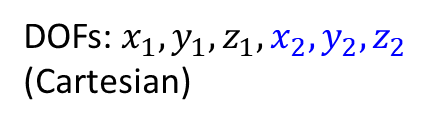 DOFs: x₁, y₁, z₁, x₂, y₂, z₂
(Cartesian)